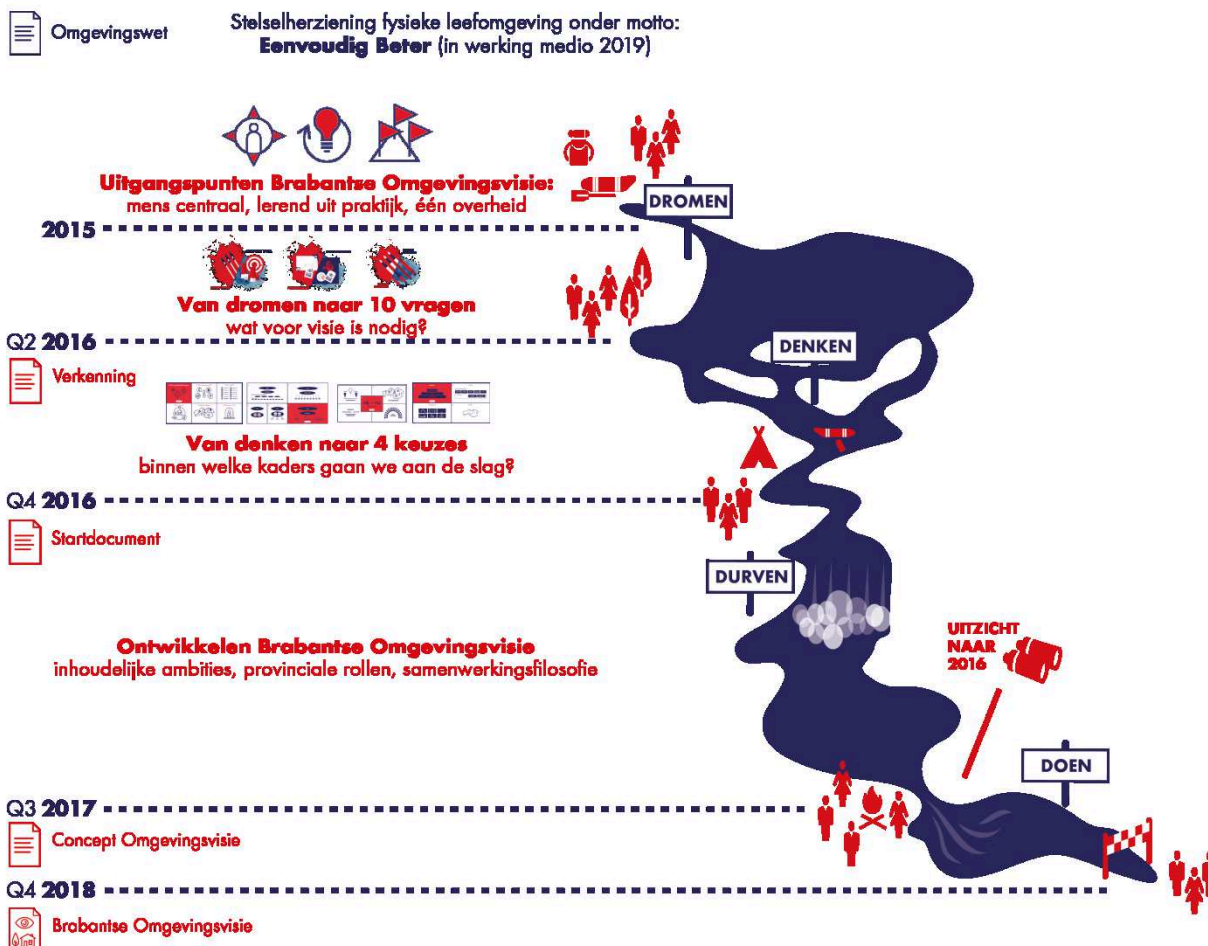 Omgevingswet
Stelselherziening fysieke leefomgeving onder motto:
Eenvoudig Beter (in werking medio 2019)
Uitgangspunten Brabantse Omgevingsvisie:
mens centraal, lerend uit praktijk, één overheid
DROMEN
2015
Van dromen naar 10 vragen
wat voor visie is nodig?
Q2 2016
DENKEN
Verkenning
Van denken naar 4 keuzes
binnen welke kaders gaan we aan de slag?
Q4 2016
Startdocument
DURVEN
Ontwikkelen Brabantse Omgevingsvisie
inhoudelijke ambities, provinciale rollen, samenwerkingsfilosofie
UITZICHT
NAAR
2016
DOEN
Q3 2017
Concept Omgevingsvisie
Q4 2018
Brabantse Omgevingsvisie